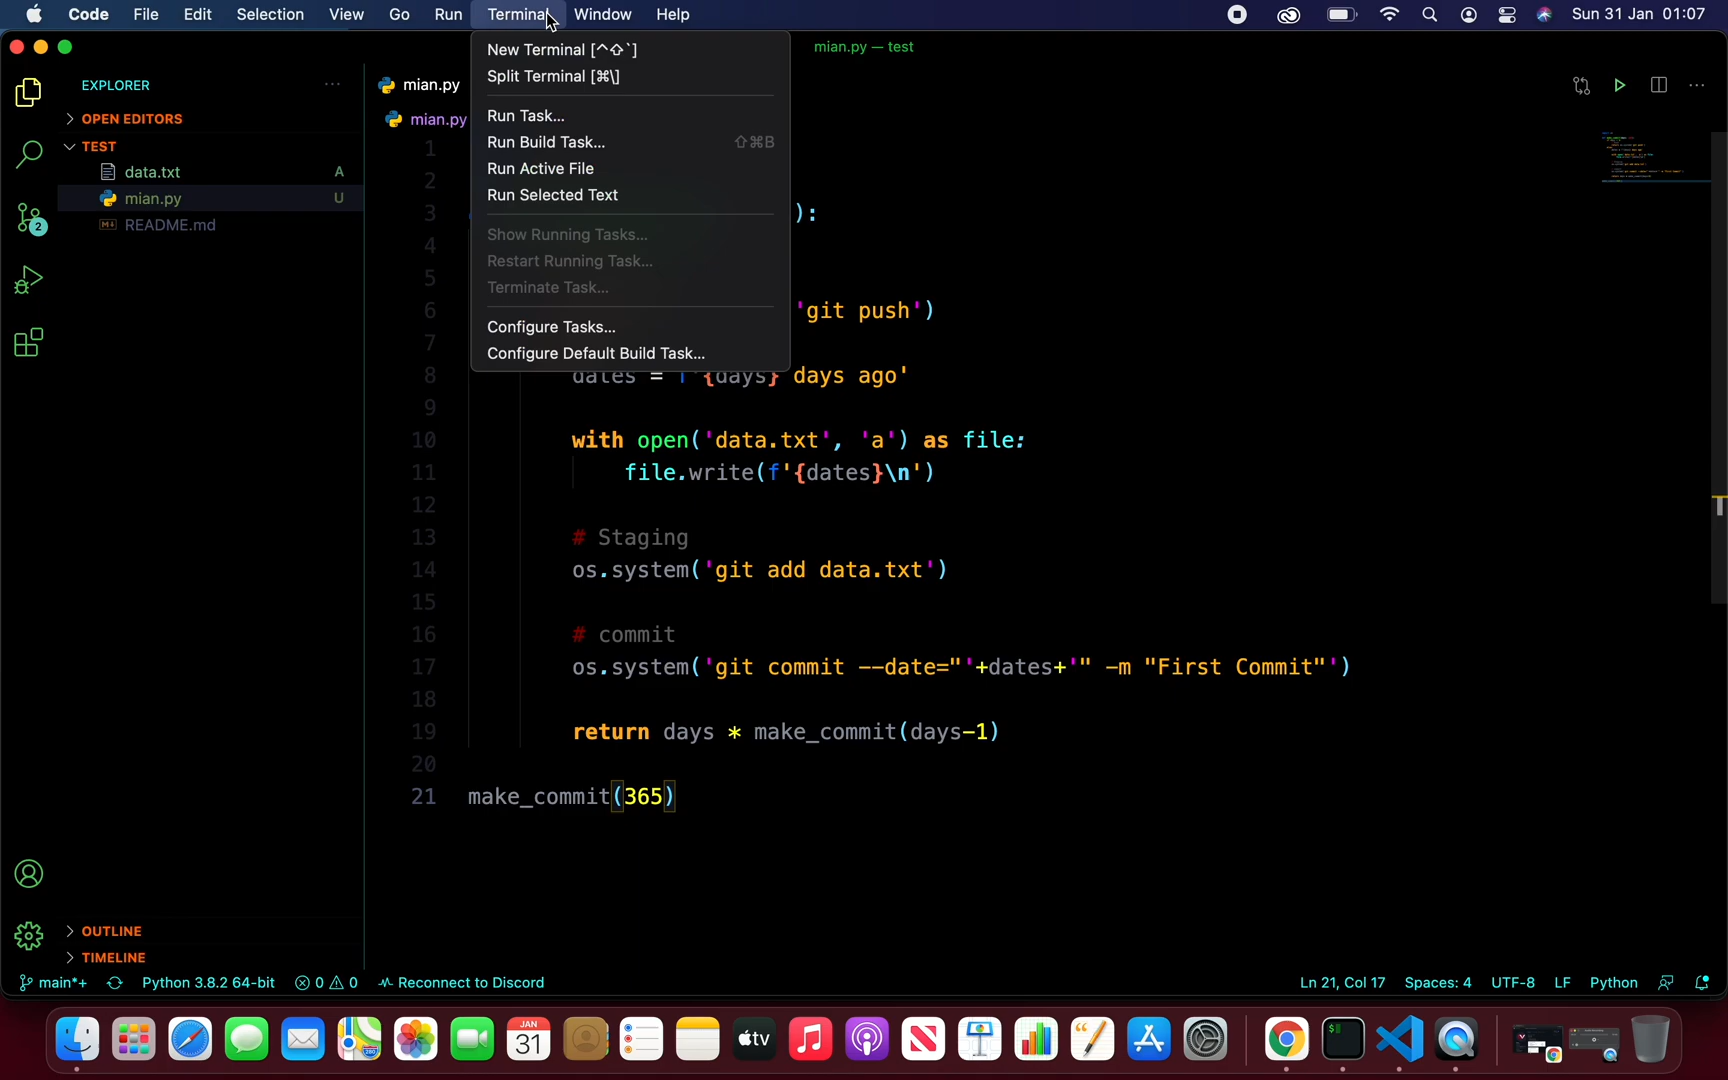 Code File Edit Selection View Go Run Terminal Window Help Sun 31 Jan 01:07
mian.py — test
New Terminal [^⇧`]
Split Terminal [⌘\]
Run Task...
Run Build Task... ⇧⌘B
Run Active File
Run Selected Text
Show Running Tasks...
Restart Running Task...
Terminate Task...
Configure Tasks...
Configure Default Build Task...
EXPLORER ...
OPEN EDITORS
TEST
data.txt A
mian.py U
README.md
2
mian.py
mian.py
1
2
3 ):
4
5
6 'git push')
7
8 dates = f'{days} days ago'
9
10 with open('data.txt', 'a') as file:
11 file.write(f'{dates}\n')
12
13 # Staging
14 os.system('git add data.txt')
15
16 # commit
17 os.system('git commit --date="'+dates+'" -m "First Commit"')
18
19 return days * make_commit(days-1)
20
21 make_commit(365)
OUTLINE
TIMELINE
main*+ Python 3.8.2 64-bit 0 0 Reconnect to Discord Ln 21, Col 17 Spaces: 4 UTF-8 LF Python
JAN
31
tv